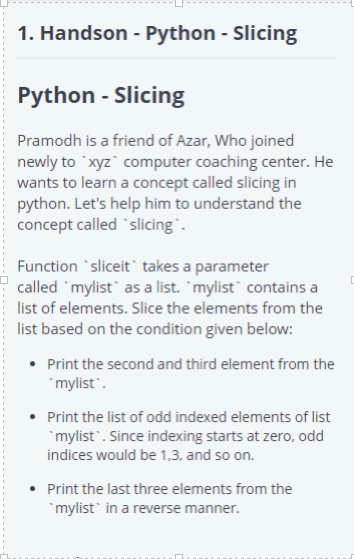 1. Handson - Python - Slicing
Python - Slicing
Pramodh is a friend of Azar, Who joined
newly to `xyz` computer coaching center. He
wants to learn a concept called slicing in
python. Let's help him to understand the
concept called `slicing`.
Function `sliceit` takes a parameter
called `mylist` as a list. `mylist` contains a
list of elements. Slice the elements from the
list based on the condition given below:
• Print the second and third element from the
`mylist`.
• Print the list of odd indexed elements of list
`mylist`. Since indexing starts at zero, odd
indices would be 1,3, and so on.
• Print the last three elements from the
`mylist` in a reverse manner.